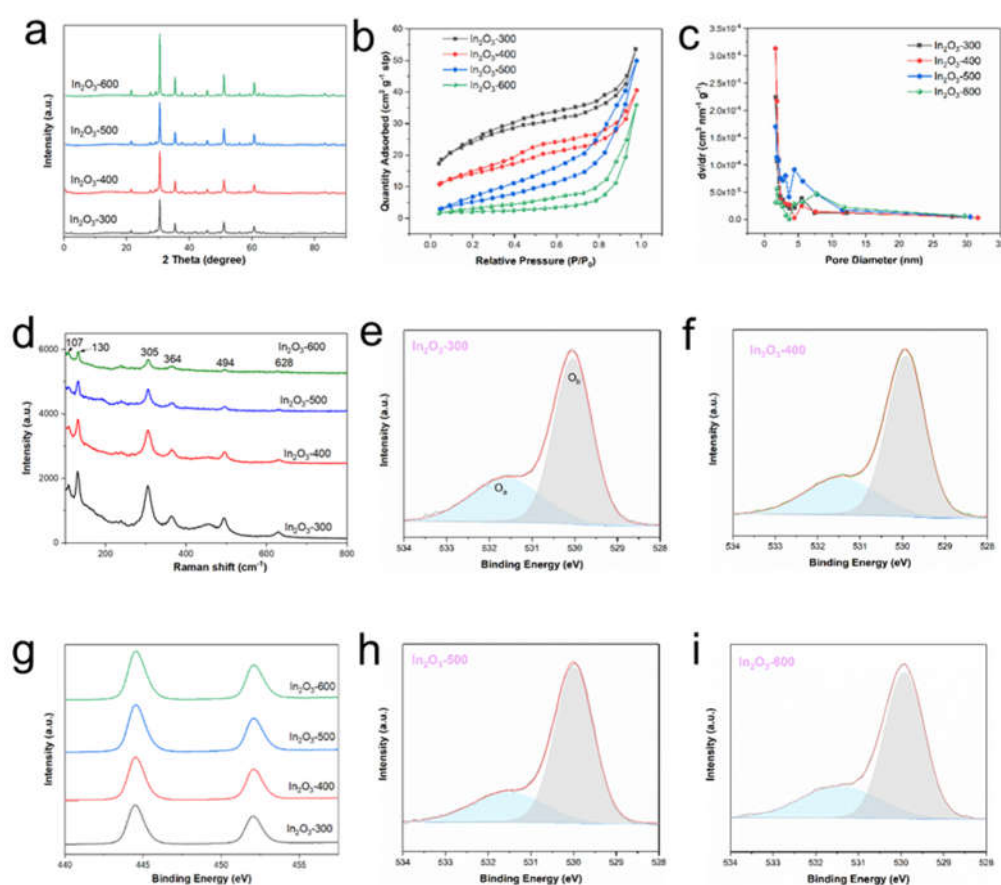 a
In₂O₃-600
In₂O₃-500
In₂O₃-400
In₂O₃-300
Intensity (a.u.)
0 20 40 60 80
2 Theta (degree)
b
In₂O₃-300
In₂O₃-400
In₂O₃-500
In₂O₃-600
Quantity Adsorbed (cm² g⁻¹ stp)
60
50
40
30
20
10
0
0.0 0.2 0.4 0.6 0.8 1.0
Relative Pressure (P/P₀)
c
In₂O₃-300
In₂O₃-400
In₂O₃-500
In₂O₃-600
dv/dr (cm³ nm⁻¹ g⁻¹)
0.0
0 5 10 15 20 25 30 35
Pore Diameter (nm)
d
107 130 305 364 494 628
In₂O₃-600
In₂O₃-500
In₂O₃-400
In₂O₃-300
Intensity (a.u.)
6000
4000
2000
0
200 400 600 800
Raman shift (cm⁻¹)
e
In₂O₃-300
Ob
Oa
Intensity (a.u.)
534 533 532 531 530 529 528
Binding Energy (eV)
f
In₂O₃-400
Intensity (a.u.)
534 533 532 531 530 529 528
Binding Energy (eV)
g
In₂O₃-600
In₂O₃-500
In₂O₃-400
In₂O₃-300
Intensity (a.u.)
440 445 450 455
Binding Energy (eV)
h
In₂O₃-500
Intensity (a.u.)
534 533 532 531 530 529 528
Binding Energy (eV)
i
In₂O₃-600
Intensity (a.u.)
534 533 532 531 530 529 528
Binding Energy (eV)